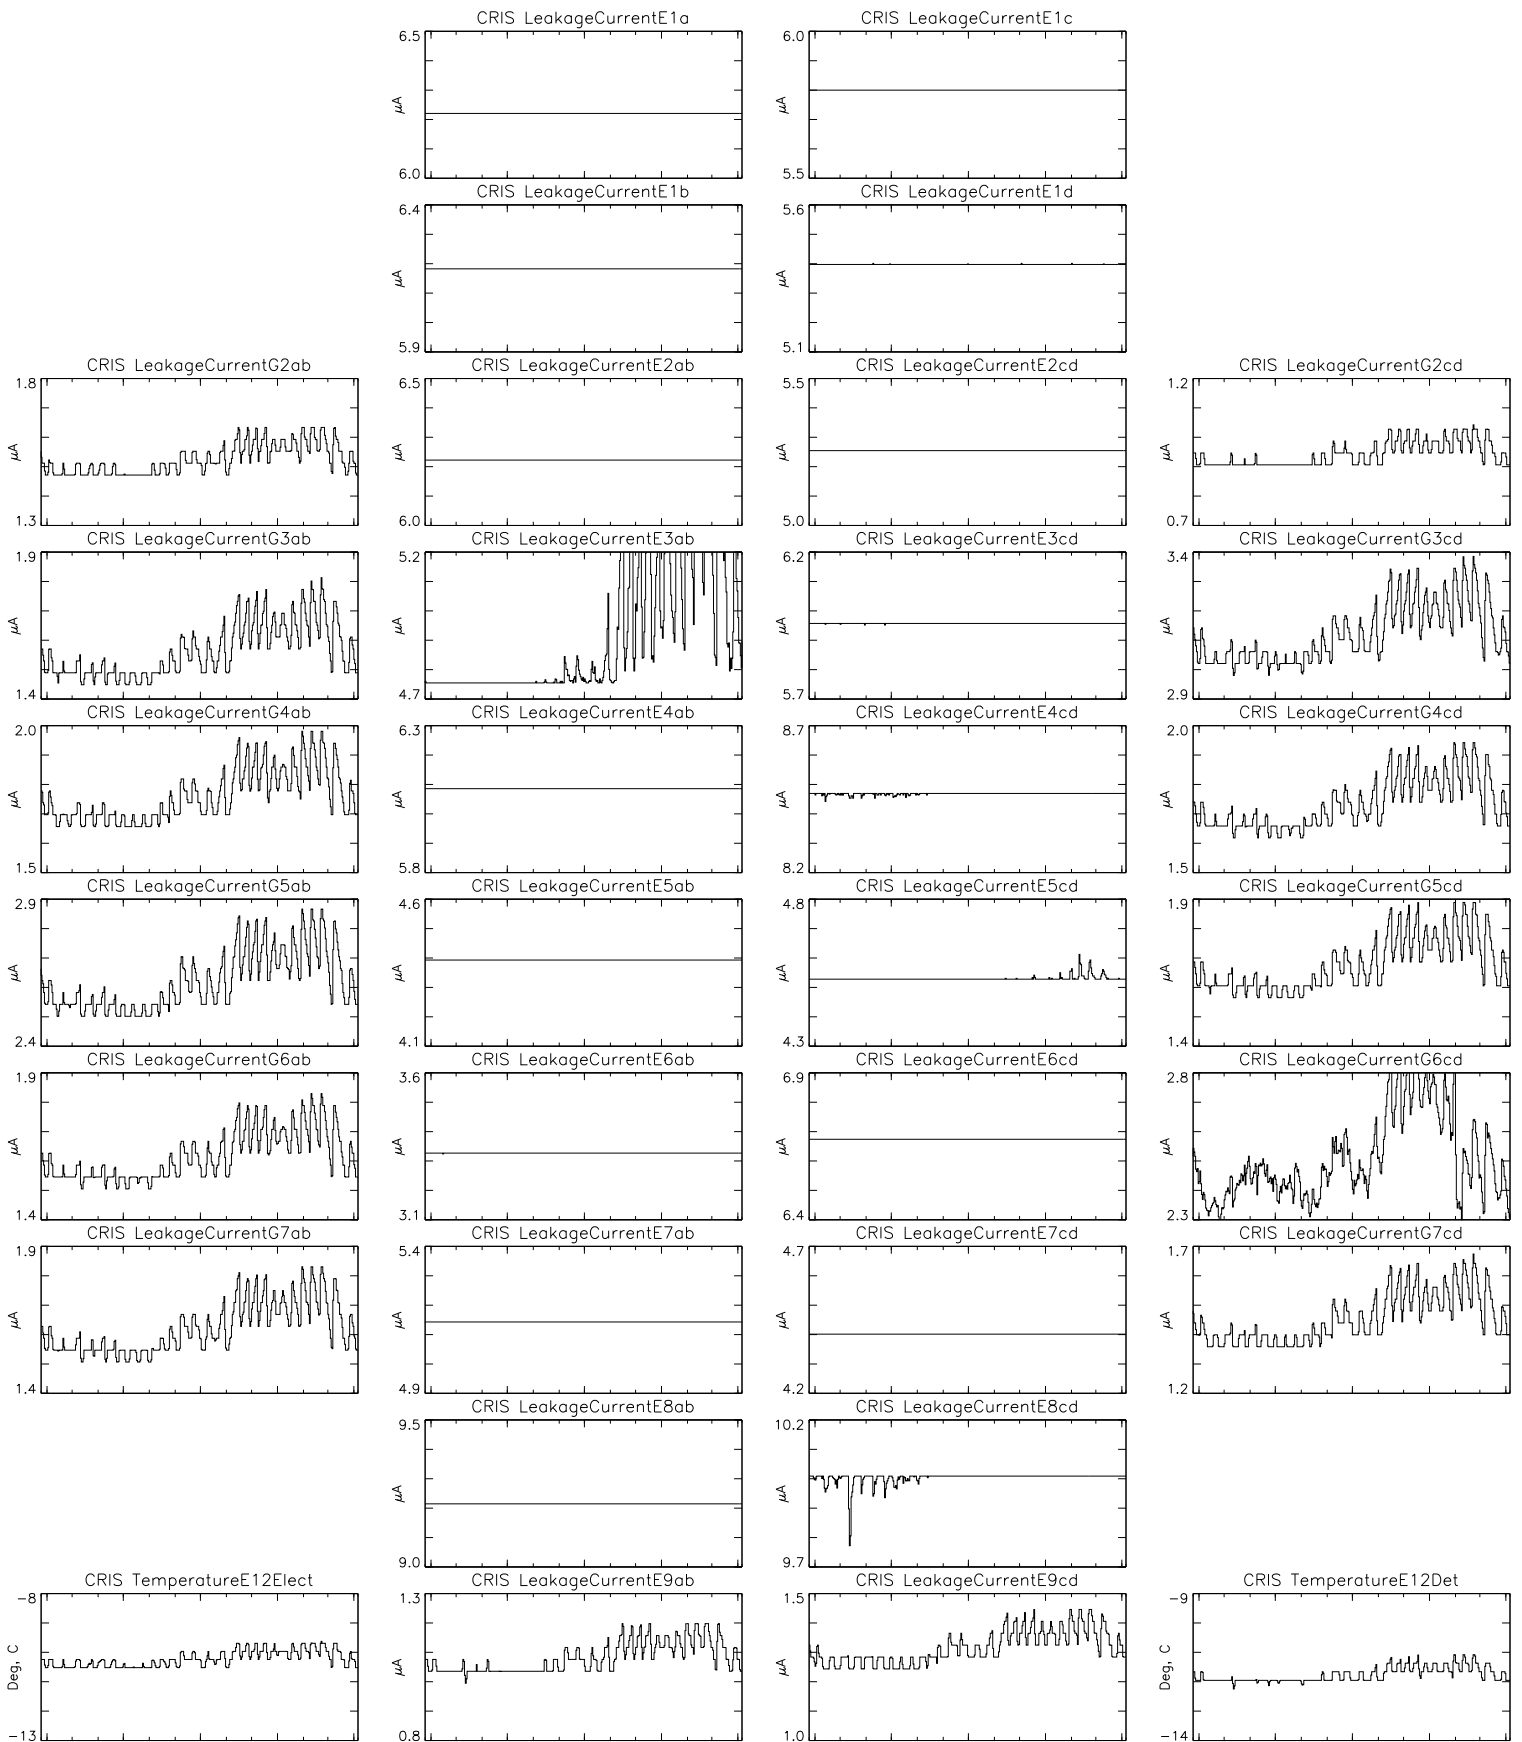 CRIS LeakageCurrentE1a
6.5
μA
6.0
CRIS LeakageCurrentE1c
6.0
μA
5.5
CRIS LeakageCurrentE1b
6.4
μA
5.9
CRIS LeakageCurrentE1d
5.6
μA
5.1
CRIS LeakageCurrentG2ab
1.8
μA
1.3
CRIS LeakageCurrentE2ab
6.5
μA
6.0
CRIS LeakageCurrentE2cd
5.5
μA
5.0
CRIS LeakageCurrentG2cd
1.2
μA
0.7
CRIS LeakageCurrentG3ab
1.9
μA
1.4
CRIS LeakageCurrentE3ab
5.2
μA
4.7
CRIS LeakageCurrentE3cd
6.2
μA
5.7
CRIS LeakageCurrentG3cd
3.4
μA
2.9
CRIS LeakageCurrentG4ab
2.0
μA
1.5
CRIS LeakageCurrentE4ab
6.3
μA
5.8
CRIS LeakageCurrentE4cd
8.7
μA
8.2
CRIS LeakageCurrentG4cd
2.0
μA
1.5
CRIS LeakageCurrentG5ab
2.9
μA
2.4
CRIS LeakageCurrentE5ab
4.6
μA
4.1
CRIS LeakageCurrentE5cd
4.8
μA
4.3
CRIS LeakageCurrentG5cd
1.9
μA
1.4
CRIS LeakageCurrentG6ab
1.9
μA
1.4
CRIS LeakageCurrentE6ab
3.6
μA
3.1
CRIS LeakageCurrentE6cd
6.9
μA
6.4
CRIS LeakageCurrentG6cd
2.8
μA
2.3
CRIS LeakageCurrentG7ab
1.9
μA
1.4
CRIS LeakageCurrentE7ab
5.4
μA
4.9
CRIS LeakageCurrentE7cd
4.7
μA
4.2
CRIS LeakageCurrentG7cd
1.7
μA
1.2
CRIS LeakageCurrentE8ab
9.5
μA
9.0
CRIS LeakageCurrentE8cd
10.2
μA
9.7
CRIS TemperatureE12Elect
-8
Deg, C
-13
CRIS LeakageCurrentE9ab
1.3
μA
0.8
CRIS LeakageCurrentE9cd
1.5
μA
1.0
CRIS TemperatureE12Det
-9
Deg, C
-14